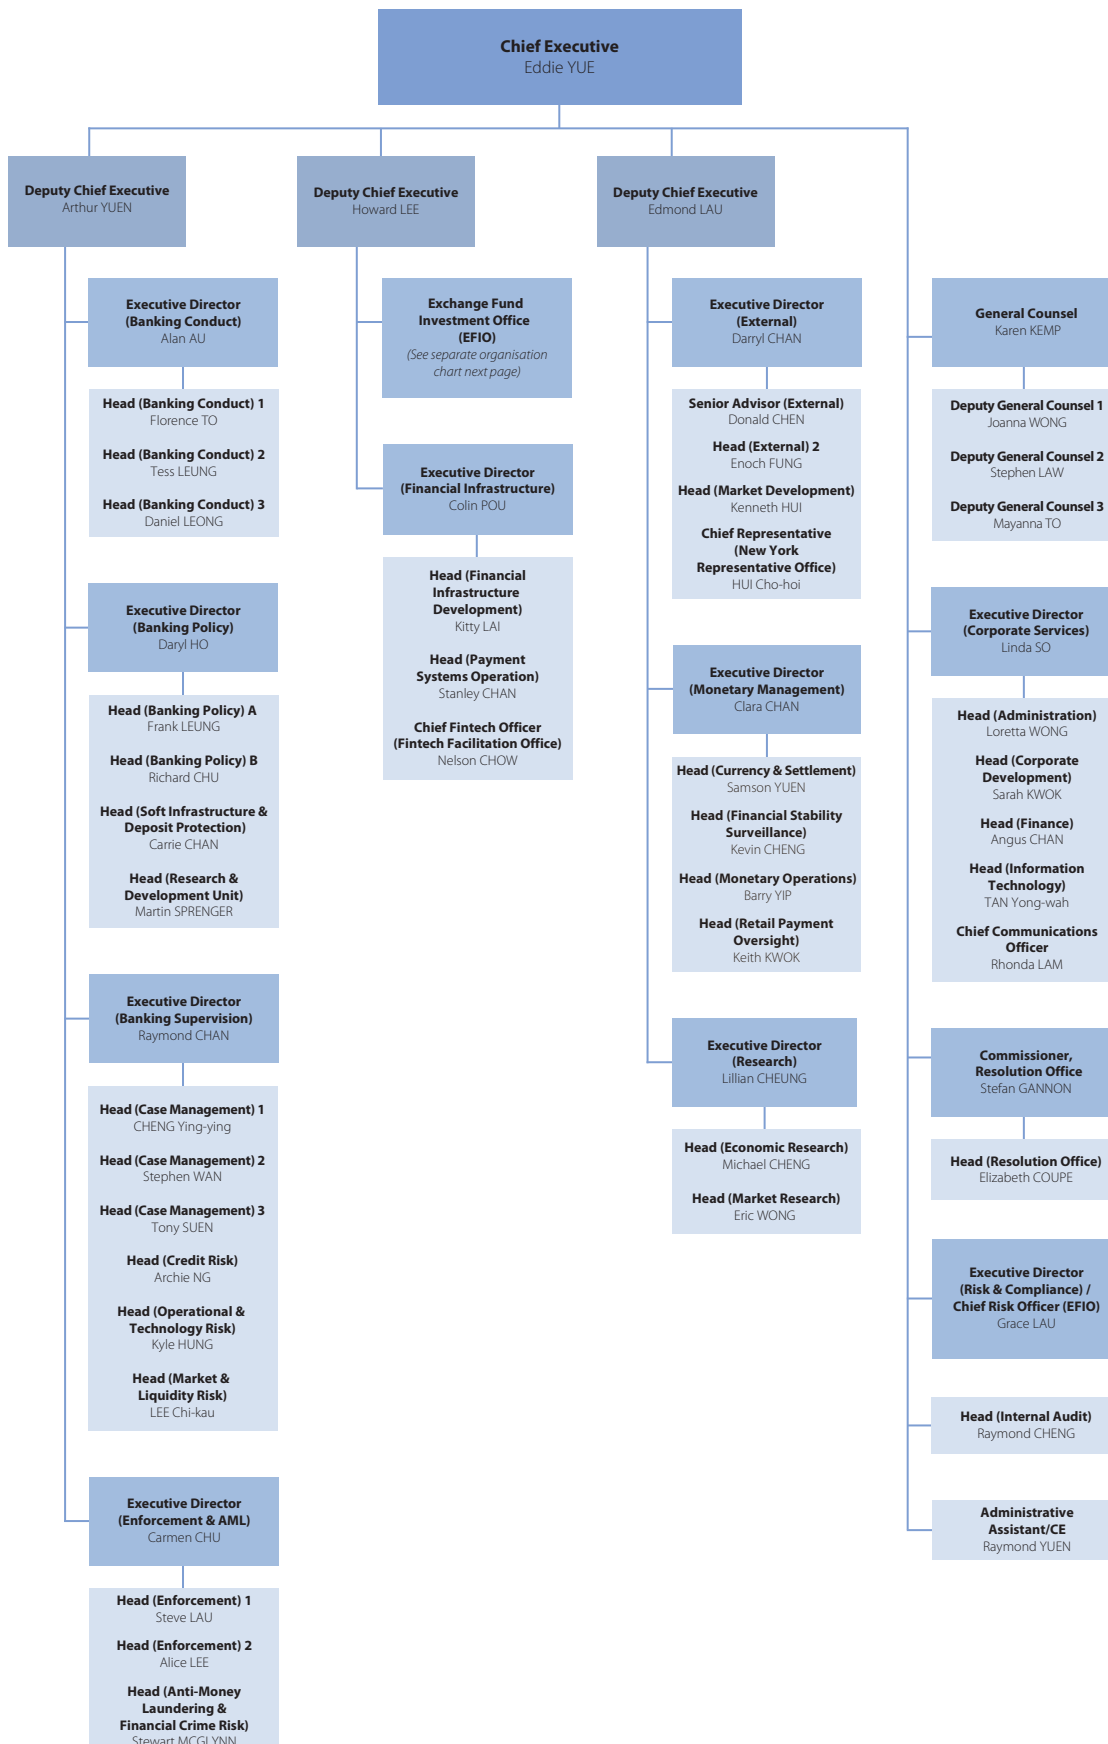 Chief Executive
Eddie YUE
Deputy Chief Executive
Arthur YUEN
Executive Director
(Banking Conduct)
Alan AU
Head (Banking Conduct) 1
Florence TO
Head (Banking Conduct) 2
Tess LEUNG
Head (Banking Conduct) 3
Daniel LEONG
Executive Director
(Banking Policy)
Daryl HO
Head (Banking Policy) A
Frank LEUNG
Head (Banking Policy) B
Richard CHU
Head (Soft Infrastructure &
Deposit Protection)
Carrie CHAN
Head (Research &
Development Unit)
Martin SPRENGER
Executive Director
(Banking Supervision)
Raymond CHAN
Head (Case Management) 1
CHENG Ying-ying
Head (Case Management) 2
Stephen WAN
Head (Case Management) 3
Tony SUEN
Head (Credit Risk)
Archie NG
Head (Operational &
Technology Risk)
Kyle HUNG
Head (Market &
Liquidity Risk)
LEE Chi-kau
Executive Director
(Enforcement & AML)
Carmen CHU
Head (Enforcement) 1
Steve LAU
Head (Enforcement) 2
Alice LEE
Head (Anti-Money
Laundering &
Financial Crime Risk)
Stewart MCGLYNN
Deputy Chief Executive
Howard LEE
Exchange Fund
Investment Office
(EFIO)
(See separate organisation
chart next page)
Executive Director
(Financial Infrastructure)
Colin POU
Head (Financial
Infrastructure
Development)
Kitty LAI
Head (Payment
Systems Operation)
Stanley CHAN
Chief Fintech Officer
(Fintech Facilitation Office)
Nelson CHOW
Deputy Chief Executive
Edmond LAU
Executive Director
(External)
Darryl CHAN
Senior Advisor (External)
Donald CHEN
Head (External) 2
Enoch FUNG
Head (Market Development)
Kenneth HUI
Chief Representative
(New York
Representative Office)
HUI Cho-hoi
Executive Director
(Monetary Management)
Clara CHAN
Head (Currency & Settlement)
Samson YUEN
Head (Financial Stability
Surveillance)
Kevin CHENG
Head (Monetary Operations)
Barry YIP
Head (Retail Payment
Oversight)
Keith KWOK
Executive Director
(Research)
Lillian CHEUNG
Head (Economic Research)
Michael CHENG
Head (Market Research)
Eric WONG
General Counsel
Karen KEMP
Deputy General Counsel 1
Joanna WONG
Deputy General Counsel 2
Stephen LAW
Deputy General Counsel 3
Mayanna TO
Executive Director
(Corporate Services)
Linda SO
Head (Administration)
Loretta WONG
Head (Corporate
Development)
Sarah KWOK
Head (Finance)
Angus CHAN
Head (Information
Technology)
TAN Yong-wah
Chief Communications
Officer
Rhonda LAM
Commissioner,
Resolution Office
Stefan GANNON
Head (Resolution Office)
Elizabeth COUPE
Executive Director
(Risk & Compliance) /
Chief Risk Officer (EFIO)
Grace LAU
Head (Internal Audit)
Raymond CHENG
Administrative
Assistant/CE
Raymond YUEN